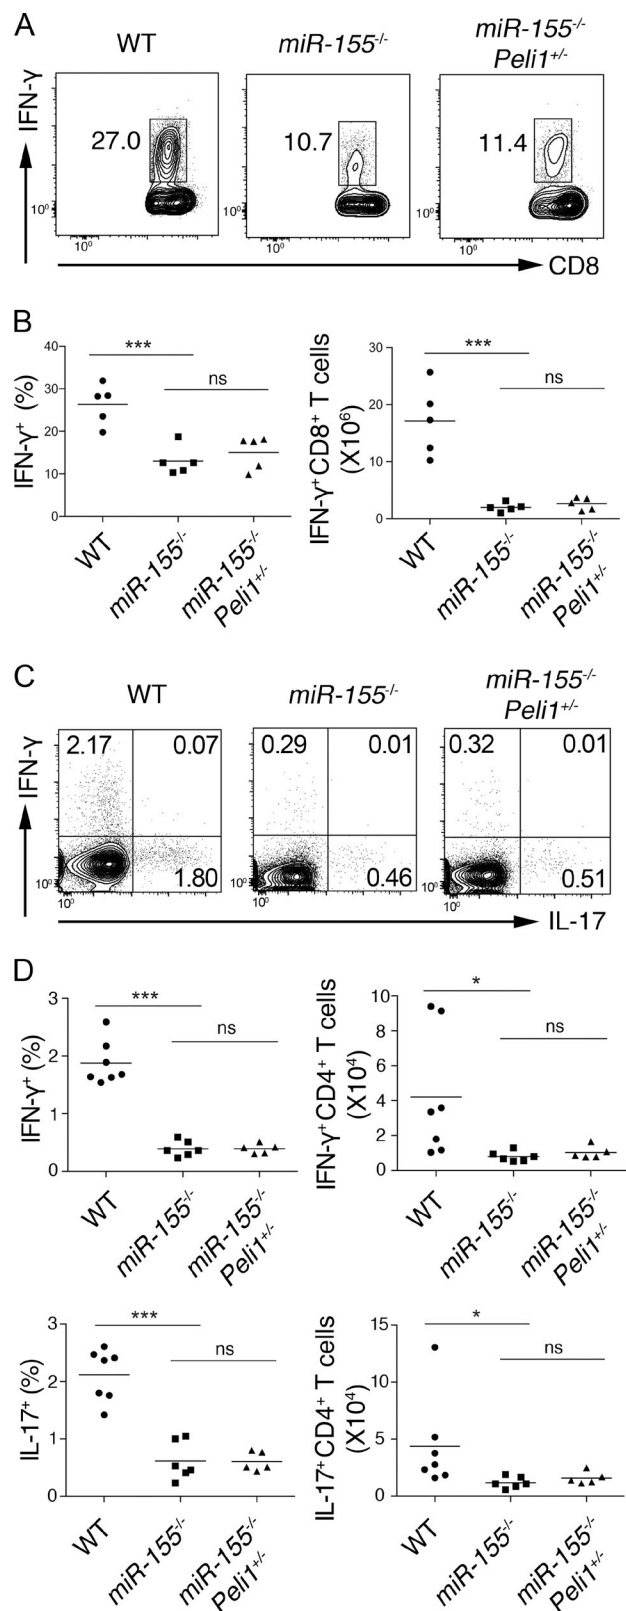 A
WT
miR-155-/-
miR-155-/-
Peli1+/-
IFN-γ
27.0
10.7
11.4
10⁰
10⁰
10⁰
10⁰
10⁰
10⁰
CD8
B
IFN-γ+ (%)
40
30
20
10
0
***
ns
WT
miR-155-/-
miR-155-/-
Peli1+/-
IFN-γ+CD8+ T cells
(X10⁶)
30
20
10
0
***
ns
WT
miR-155-/-
miR-155-/-
Peli1+/-
C
WT
miR-155-/-
miR-155-/-
Peli1+/-
IFN-γ
2.17
0.07
1.80
0.29
0.01
0.46
0.32
0.01
0.51
10⁰
10⁰
10⁰
10⁰
10⁰
10⁰
IL-17
D
IFN-γ+ (%)
3
2
1
0
***
ns
WT
miR-155-/-
miR-155-/-
Peli1+/-
IFN-γ+CD4+ T cells
(X10⁴)
10
8
6
4
2
0
*
ns
WT
miR-155-/-
miR-155-/-
Peli1+/-
IL-17+ (%)
3
2
1
0
***
ns
WT
miR-155-/-
miR-155-/-
Peli1+/-
IL-17+CD4+ T cells
(X10⁴)
15
10
5
0
*
ns
WT
miR-155-/-
miR-155-/-
Peli1+/-